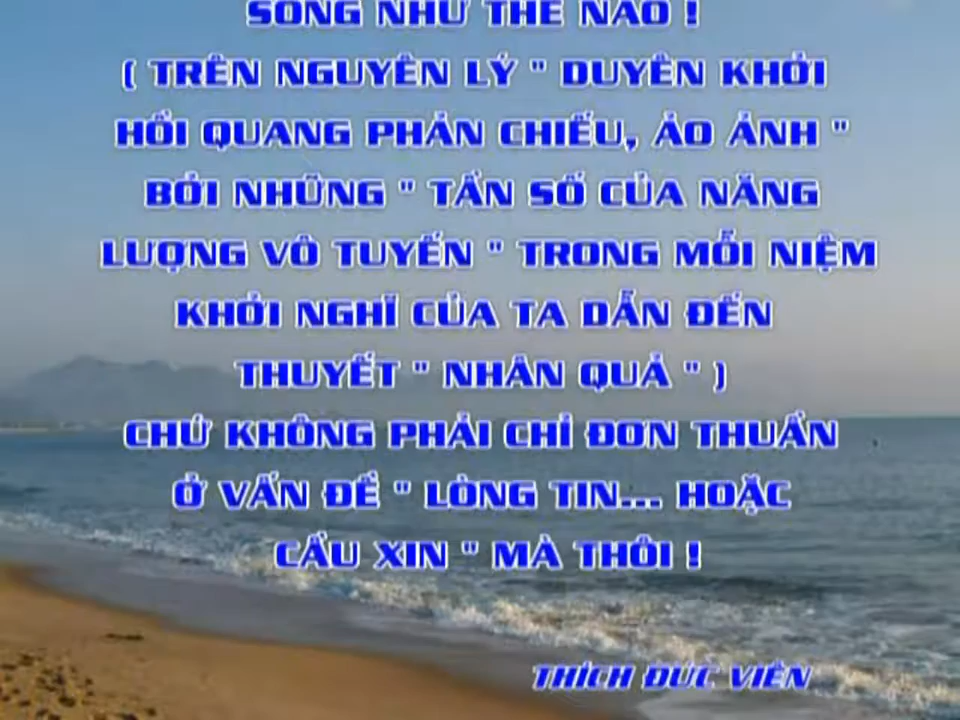 SỐNG NHƯ THẾ NÀO !
( TRÊN NGUYÊN LÝ " DUYÊN KHỞI
HỒI QUANG PHẢN CHIẾU, ẢO ẢNH "
BỞI NHỮNG " TẦN SỐ CỦA NĂNG
LƯỢNG VÔ TUYẾN " TRONG MỖI NIỆM
KHỞI NGHĨ CỦA TA DẪN ĐẾN
THUYẾT " NHÂN QUẢ " )
CHỨ KHÔNG PHẢI CHỈ ĐƠN THUẦN
Ở VẤN ĐỀ " LÒNG TIN... HOẶC
CẦU XIN " MÀ THÔI !
THÍCH ĐỨC VIÊN